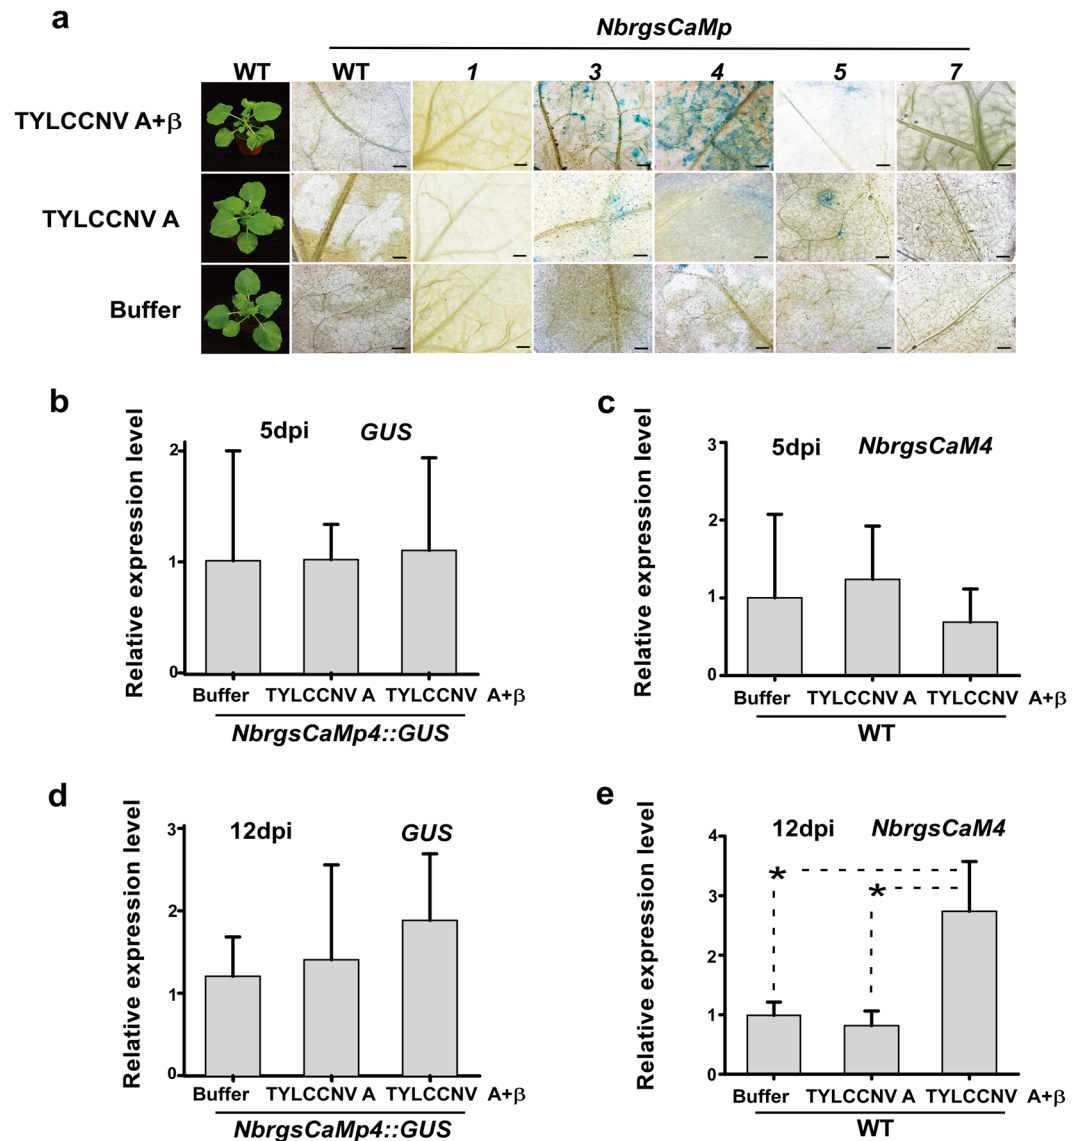 a
NbrgsCaMp
WT WT 1 3 4 5 7
TYLCCNV A+β
TYLCCNV A
Buffer
b
Relative expression level
5dpi GUS
2
1
0
Buffer TYLCCNV A TYLCCNV A+β
NbrgsCaMp4::GUS
c
Relative expression level
5dpi NbrgsCaM4
3
2
1
0
Buffer TYLCCNV A TYLCCNV A+β
WT
d
Relative expression level
12dpi GUS
3
2
1
0
Buffer TYLCCNV A TYLCCNV A+β
NbrgsCaMp4::GUS
e
Relative expression level
12dpi NbrgsCaM4
4
3
2
1
0
* *
Buffer TYLCCNV A TYLCCNV A+β
WT